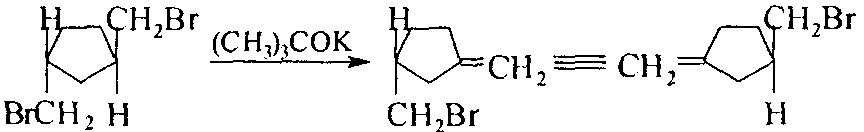 H CH₂Br H CH₂Br
(CH₃)₃COK
CH₂ CH₂
BrCH₂ H CH₂Br H